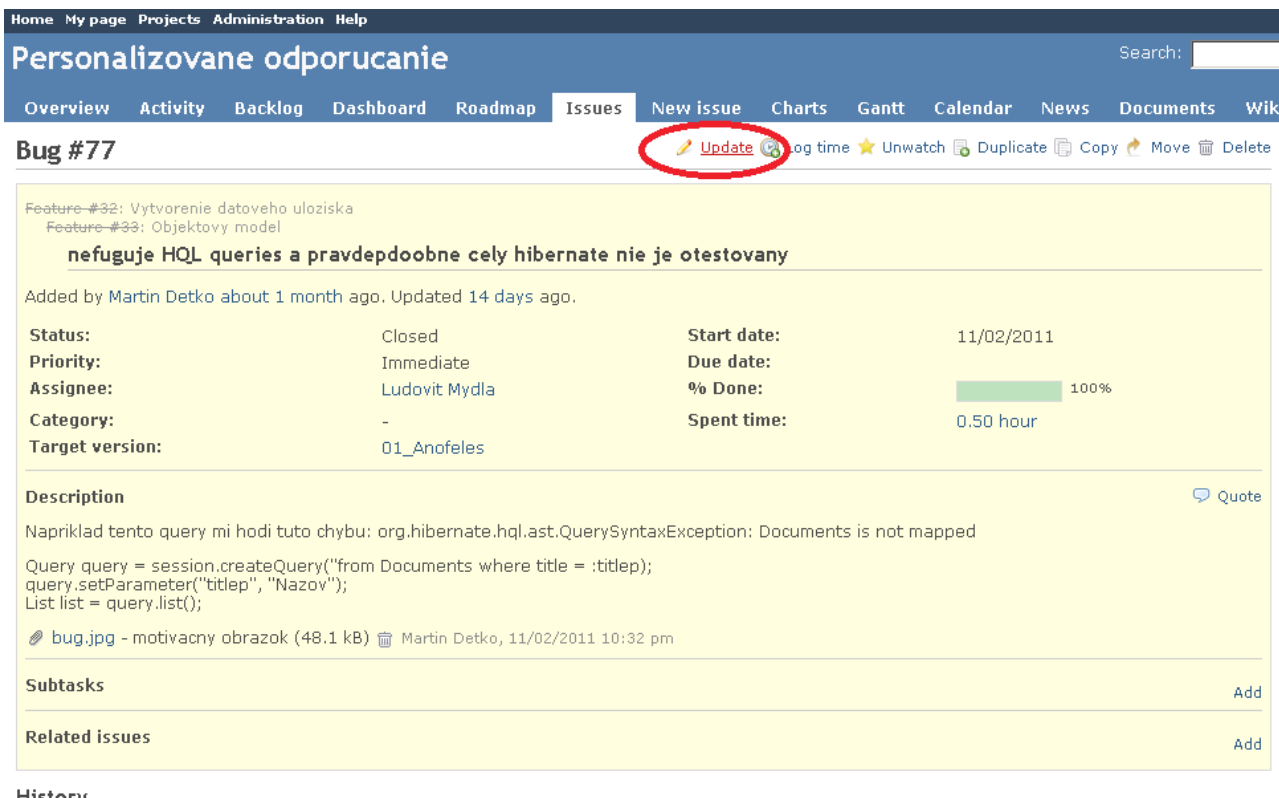 Home My page Projects Administration Help
Personalizovane odporucanie
Search:
Overview Activity Backlog Dashboard Roadmap Issues New issue Charts Gantt Calendar News Documents Wik
Bug #77
Update Log time Unwatch Duplicate Copy Move Delete
Feature #32: Vytvorenie datoveho uloziska
Feature #33: Objektovy model
nefuguje HQL queries a pravdepdoobne cely hibernate nie je otestovany
Added by Martin Detko about 1 month ago. Updated 14 days ago.
Status: Closed Start date: 11/02/2011
Priority: Immediate Due date:
Assignee: Ludovit Mydla % Done: 100%
Category: - Spent time: 0.50 hour
Target version: 01_Anofeles
Description Quote
Napriklad tento query mi hodi tuto chybu: org.hibernate.hql.ast.QuerySyntaxException: Documents is not mapped
Query query = session.createQuery("from Documents where title = :titlep);
query.setParameter("titlep", "Nazov");
List list = query.list();
bug.jpg - motivacny obrazok (48.1 kB) Martin Detko, 11/02/2011 10:32 pm
Subtasks Add
Related issues Add
History